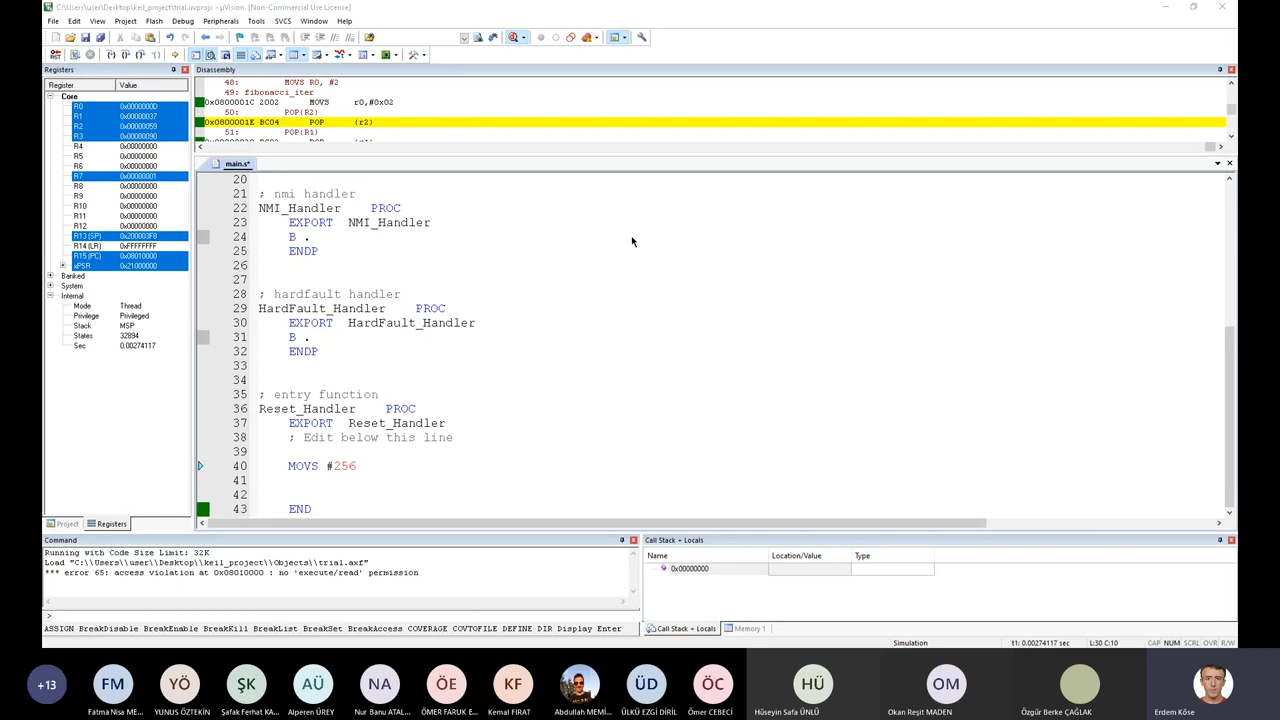 C:\Users\user\Desktop\keil_project\trial.uvprojx - µVision [Non-Commercial Use License]
File Edit View Project Flash Debug Peripherals Tools SVCS Window Help
Registers
Register Value
Core
R0 0x0000000D
R1 0x00000037
R2 0x00000059
R3 0x00000090
R4 0x00000000
R5 0x00000000
R6 0x00000000
R7 0x00000001
R8 0x00000000
R9 0x00000000
R10 0x00000000
R11 0x00000000
R12 0x00000000
R13 (SP) 0x200003F8
R14 (LR) 0xFFFFFFFF
R15 (PC) 0x08010000
xPSR 0x21000000
Banked
System
Internal
Mode Thread
Privilege Privileged
Stack MSP
States 32894
Sec 0.00274117
Project Registers
Disassembly
48: MOVS R0, #2
49: fibonacci_iter
0x0800001C 2002 MOVS r0,#0x02
50: POP{R2}
0x0800001E BC04 POP {r2}
51: POP{R1}
main.s*
20
21 ; nmi handler
22 NMI_Handler PROC
23 EXPORT NMI_Handler
24 B .
25 ENDP
26
27
28 ; hardfault handler
29 HardFault_Handler PROC
30 EXPORT HardFault_Handler
31 B .
32 ENDP
33
34
35 ; entry function
36 Reset_Handler PROC
37 EXPORT Reset_Handler
38 ; Edit below this line
39
40 MOVS #256
41
42
43 END
Command
Running with Code Size Limit: 32K
Load "C:\\Users\\user\\Desktop\\keil_project\\Objects\\trial.axf"
*** error 65: access violation at 0x08010000 : no 'execute/read' permission
>
ASSIGN BreakDisable BreakEnable BreakKill BreakList BreakSet BreakAccess COVERAGE COVTOFILE DEFINE DIR Display Enter
Call Stack + Locals
Name Location/Value Type
0x00000000
Call Stack + Locals Memory 1
Simulation t1: 0.00274117 sec L:30 C:10 CAP NUM SCRL OVR R/W
+13 FM YÖ ŞK AÜ NA ÖE KF ÜD ÖC HÜ OM
Fatma Nisa ME... YUNUS ÖZTEKİN Şafak Ferhat KA... Alperen ÜREY Nur Banu ATAL... ÖMER FARUK E... Kemal FIRAT Abdullah MEMİ... ÜLKÜ EZGİ DİRİL Ömer CEBECİ Hüseyin Safa ÜNLÜ Okan Reşit MADEN Özgür Berke ÇAĞLAK Erdem Köse